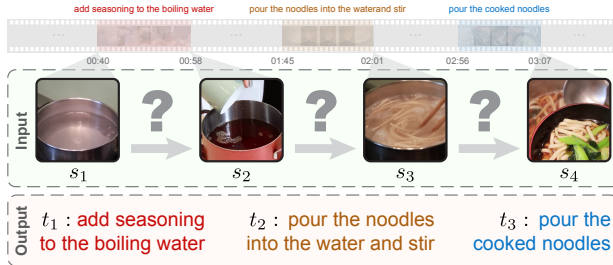 add seasoning to the boiling water
pour the noodles into the waterand stir
pour the cooked noodles
... ... ... ...
00:40 00:58 01:45 02:01 02:56 03:07
Input
? ? ?
s1 s2 s3 s4
Output
t1 : add seasoning
to the boiling water
t2 : pour the noodles
into the water and stir
t3 : pour the
cooked noodles